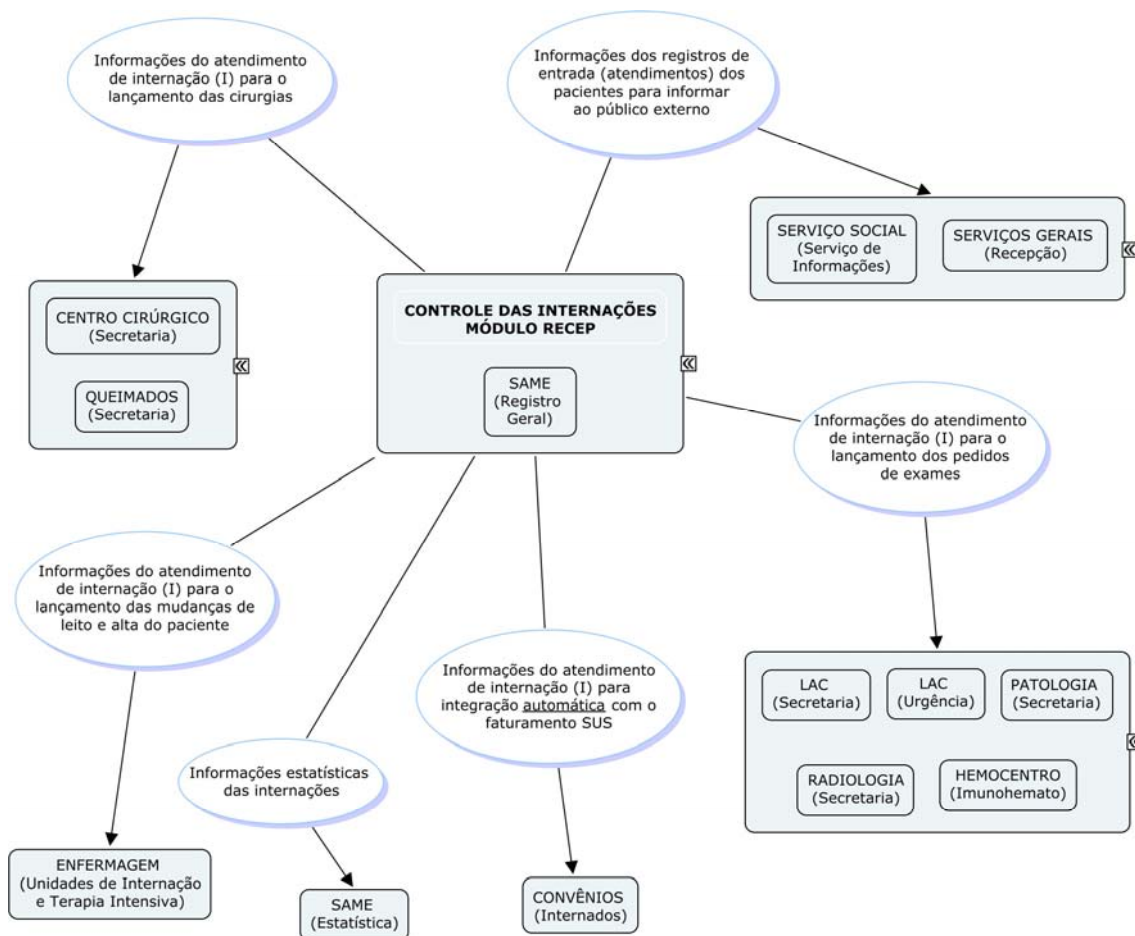 Informações do atendimento
de internação (I) para o
lançamento das cirurgias
Informações dos registros de
entrada (atendimentos) dos
pacientes para informar
ao público externo
SERVIÇO SOCIAL
(Serviço de
Informações)
SERVIÇOS GERAIS
(Recepção)
CENTRO CIRÚRGICO
(Secretaria)
QUEIMADOS
(Secretaria)
CONTROLE DAS INTERNAÇÕES
MÓDULO RECEP
SAME
(Registro
Geral)
Informações do atendimento
de internação (I) para o
lançamento dos pedidos
de exames
Informações do atendimento
de internação (I) para o
lançamento das mudanças de
leito e alta do paciente
Informações do atendimento
de internação (I) para
integração automática com o
faturamento SUS
Informações estatísticas
das internações
LAC
(Secretaria)
LAC
(Urgência)
PATOLOGIA
(Secretaria)
RADIOLOGIA
(Secretaria)
HEMOCENTRO
(Imunohemato)
ENFERMAGEM
(Unidades de Internação
e Terapia Intensiva)
SAME
(Estatística)
CONVÊNIOS
(Internados)